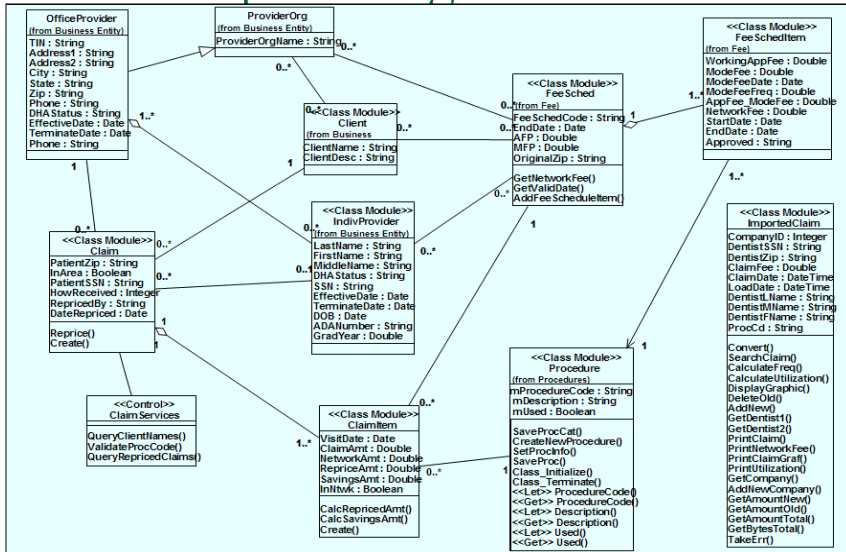 OfficeProvider
(from Business Entity)
TIN : String
Address1 : String
Address2 : String
City : String
State : String
Zip : String
Phone : String
DHAStatus : String
EffectiveDate : Date
TerminateDate : Date
Phone : String
ProviderOrg
(from Business Entity)
ProviderOrgName : String
<<Class Module>>
Client
(from Business
ClientName : String
ClientDesc : String
<<Class Module>>
FeeSched
(from Fee)
FeeSchedCode : String
EndDate : Date
AFP : Double
MFP : Double
OriginalZip : String
GetNetworkFee()
GetValidDate()
AddFeeScheduleItem()
<<Class Module>>
FeeSchedItem
(from Fee)
WorkingAppFee : Double
ModeFee : Double
ModeFeeDate : Date
ModeFeeFreq : Double
AppFee_ModeFee : Double
NetworkFee : Double
StartDate : Date
EndDate : Date
Approved : String
<<Class Module>>
Claim
PatientZip : String
InArea : Boolean
PatientSSN : String
HowReceived : Integer
RepricedBy : String
DateRepriced : Date
Reprice()
Create()
<<Class Module>>
IndivProvider
(from Business Entity)
LastName : String
FirstName : String
MiddleName : String
DHAStatus : String
SSN : String
EffectiveDate : Date
TerminateDate : Date
DOB : Date
ADANumber : String
GradYear : Double
<<Class Module>>
ImportedClaim
CompanyID : Integer
DentistSSN : String
DentistZip : String
ClaimFee : Double
ClaimDate : DateTime
LoadDate : DateTime
DentistLName : String
DentistMName : String
DentistFName : String
ProcCd : String
Convert()
SearchClaim()
CalculateFreq()
CalculateUtilization()
DisplayGraphic()
DeleteOld()
AddNew()
GetDentist1()
GetDentist2()
PrintClaim()
PrintNetworkFee()
PrintClaimGraf()
PrintUtilization()
GetCompany()
AddNewCompany()
GetAmountNew()
GetAmountOld()
GetAmountTotal()
GetBytesTotal()
TakeErr()
<<Control>>
ClaimServices
QueryClientNames()
ValidateProcCode()
QueryRepricedClaims()
<<Class Module>>
ClaimItem
VisitDate : Date
ClaimAmt : Double
NetworkAmt : Double
RepriceAmt : Double
SavingsAmt : Double
InNtwk : Boolean
CalcRepricedAmt()
CalcSavingsAmt()
Create()
<<Class Module>>
Procedure
(from Procedures)
mProcedureCode : String
mDescription : String
mUsed : Boolean
SaveProcCat()
CreateNewProcedure()
SetProcInfo()
SaveProc()
Class_Initialize()
Class_Terminate()
<<Let>> ProcedureCode()
<<Get>> ProcedureCode()
<<Let>> Description()
<<Get>> Description()
<<Let>> Used()
<<Get>> Used()
0..*
0..*
0..*
0..*
0..*
0..
1
1..*
1..*
1
1
0..*
0..*
0..*
0..*
0..1
0..*
1
1..*
1
1
1
1..*
0..*
0..*
1